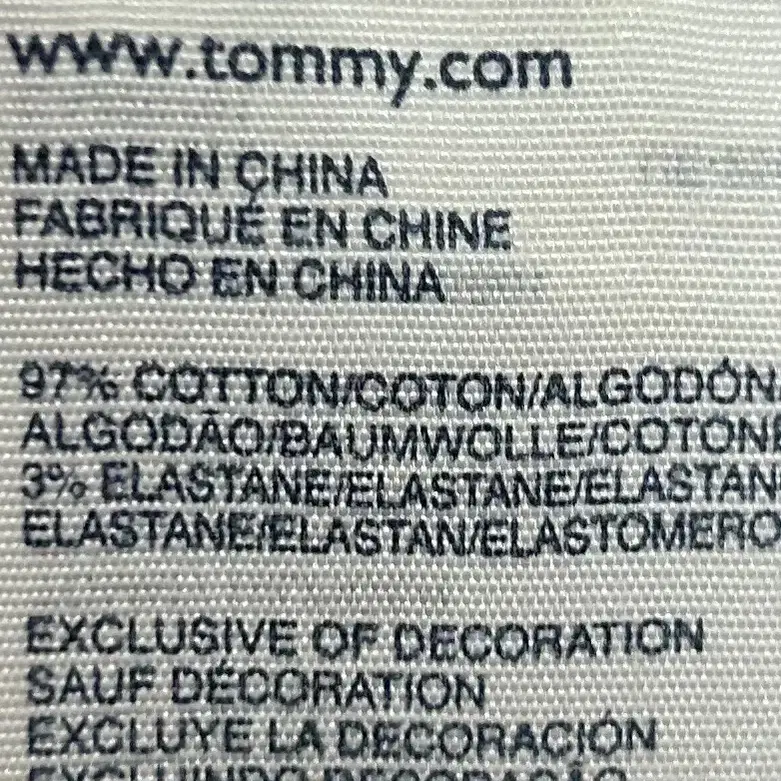 www.tommy.com
MADE IN CHINA
FABRIQUÉ EN CHINE
HECHO EN CHINA
97% COTTON/COTON/ALGODÓN
ALGODÃO/BAUMWOLLE/COTONE
3% ELASTANE/ELASTANE/ELASTAN
ELASTANE/ELASTAN/ELASTOMERO
EXCLUSIVE OF DECORATION
SAUF DÉCORATION
EXCLUYE LA DECORACIÓN